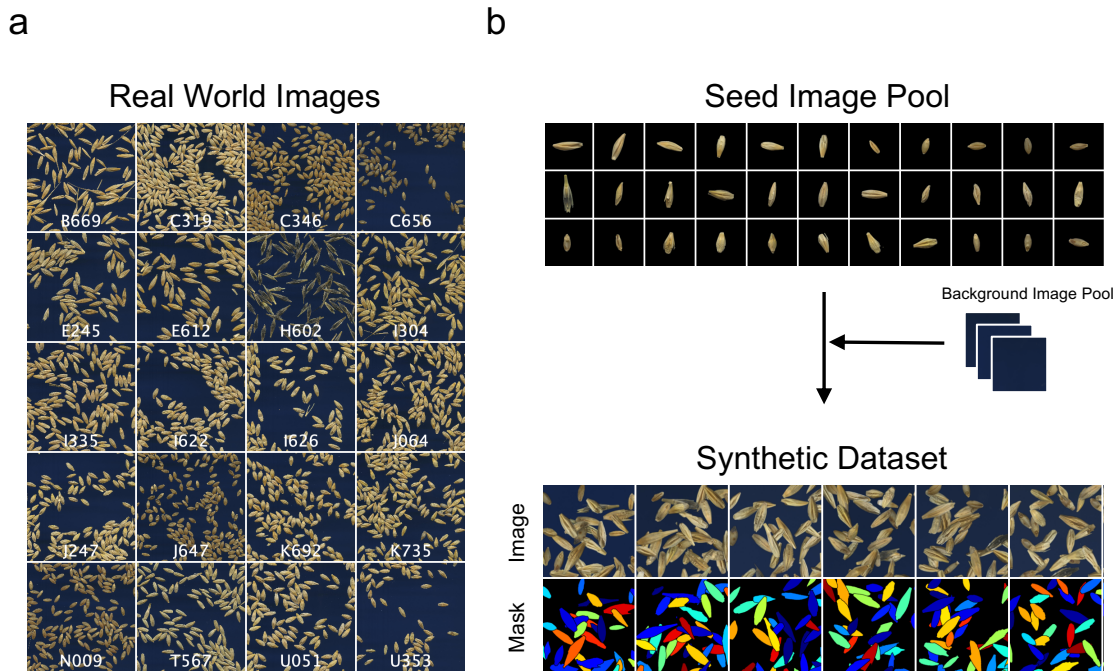 a
b
Real World Images
B669
C319
C346
C656
E245
E612
H602
I304
I335
I622
I626
J064
J247
J647
K692
K735
N009
T567
U051
U353
Seed Image Pool
Background Image Pool
Synthetic Dataset
Image
Mask